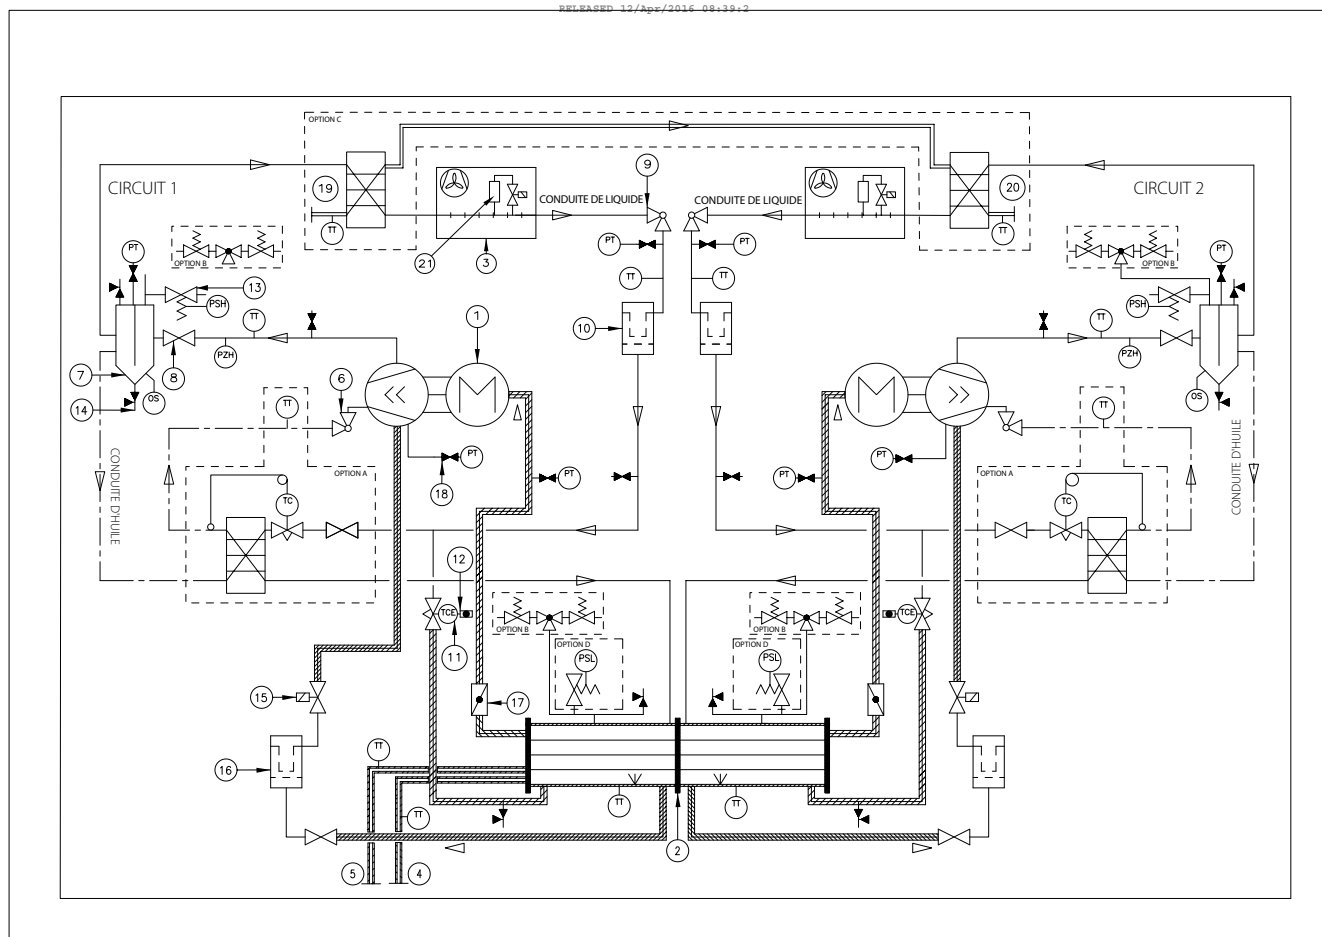 RELEASED 12/Apr/2016 08:39:2
OPTION C
CIRCUIT 1
19
TT
21
3
CONDUITE DE LIQUIDE
9
CONDUITE DE LIQUIDE
20
TT
CIRCUIT 2
PT
OPTION B
PT
PT
OPTION B
PT
13
PSH
TT
TT
PSH
TT
PZH
1
10
TT
PZH
7
8
6
14
OS
OS
TT
TT
CONDUITE D'HUILE
OPTION A
PT
18
PT
PT
PT
OPTION A
CONDUITE D'HUILE
TC
TC
12
TCE
11
OPTION B
OPTION B
TCE
OPTION D
PSL
OPTION D
PSL
15
17
16
TT
TT
TT
TT
2
5
4